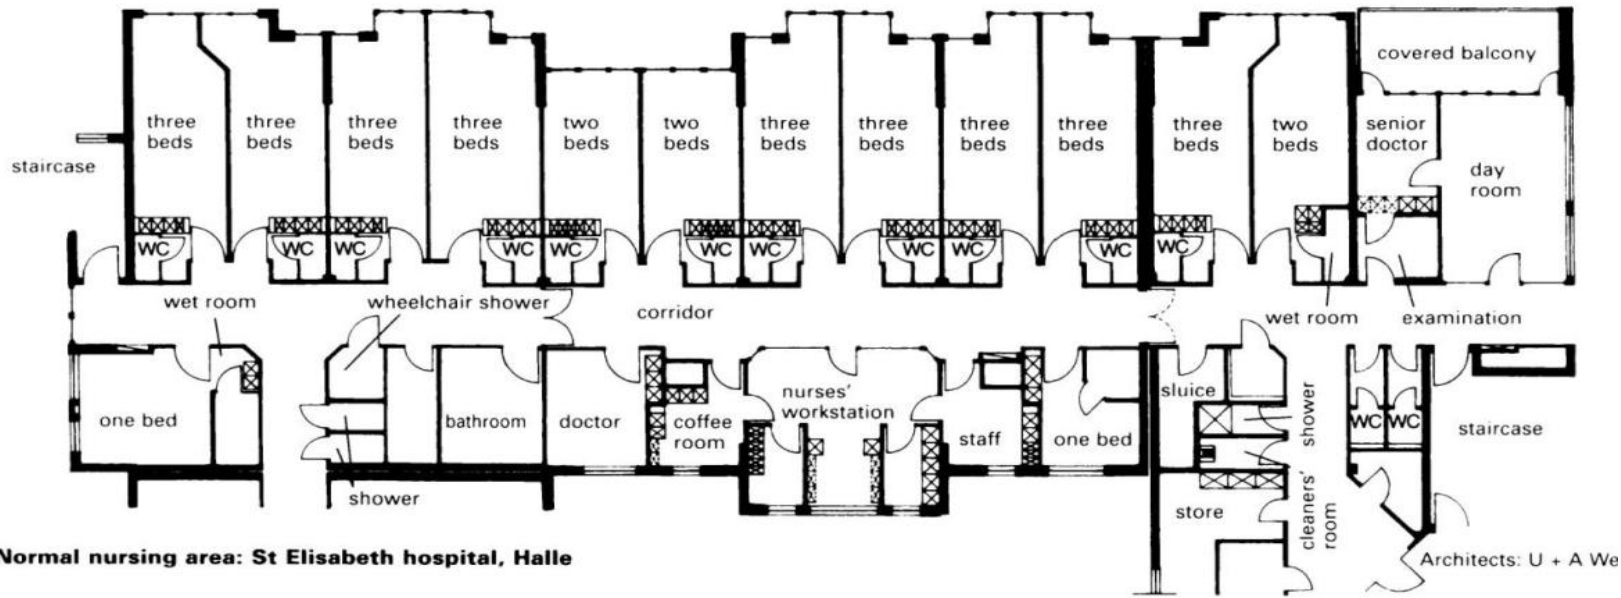 covered balcony
three
beds
three
beds
three
beds
three
beds
two
beds
two
beds
three
beds
three
beds
three
beds
three
beds
three
beds
two
beds
senior
doctor
day
room
staircase
WC
WC
WC
WC
WC
WC
WC
WC
WC
WC
WC
wet room
wheelchair shower
corridor
wet room
examination
one bed
bathroom
doctor
coffee
room
nurses'
workstation
staff
one bed
sluice
shower
WC
WC
staircase
shower
store
cleaners'
room
Normal nursing area: St Elisabeth hospital, Halle
Architects: U + A We